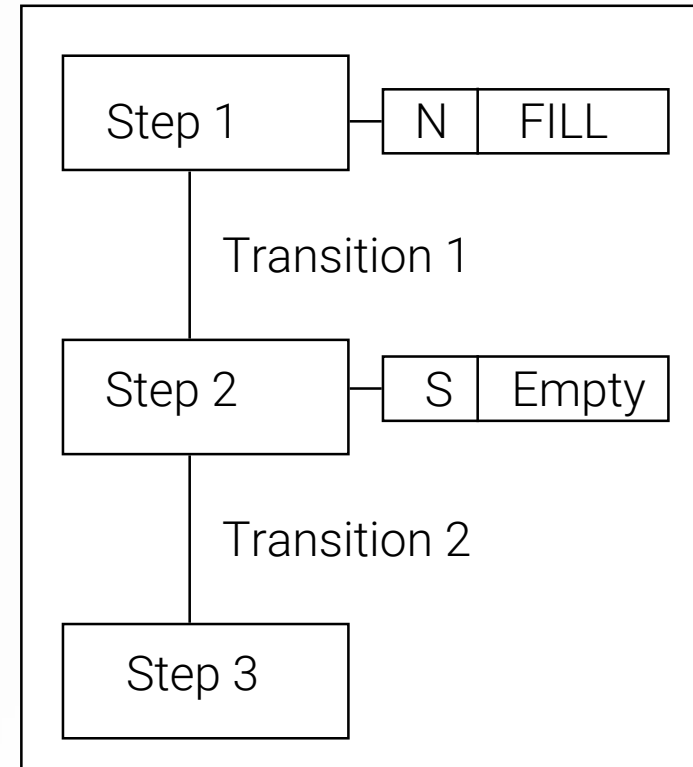 Step 1 N FILL
Transition 1
Step 2 S Empty
Transition 2
Step 3